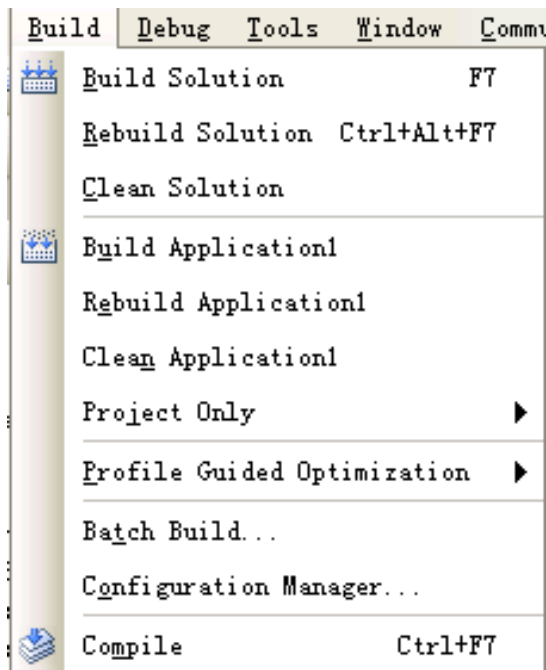 Build Debug Tools Window Commu
Build Solution F7
Rebuild Solution Ctrl+Alt+F7
Clean Solution
Build Application1
Rebuild Application1
Clean Application1
Project Only
Profile Guided Optimization
Batch Build...
Configuration Manager...
Compile Ctrl+F7